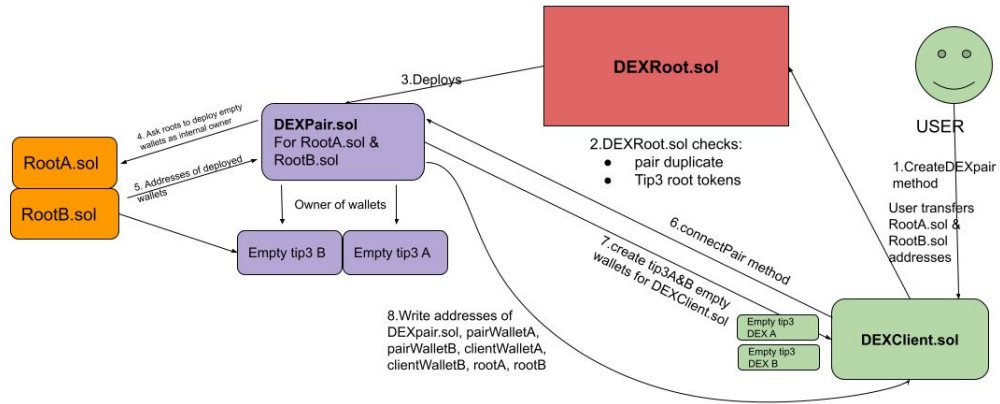 DEXRoot.sol
3.Deploys
4. Ask roots to deploy empty
wallets as internal owner
DEXPair.sol
For RootA.sol &
RootB.sol
USER
RootA.sol
5. Addresses of deployed
wallets
RootB.sol
2.DEXRoot.sol checks:
● pair duplicate
● Tip3 root tokens
1.CreateDEXpair
method
User transfers
RootA.sol &
RootB.sol
addresses
Owner of wallets
Empty tip3 B
Empty tip3 A
6.connectPair method
7.create tip3A&B empty
wallets for DEXClient.sol
8.Write addresses of
DEXpair.sol, pairWalletA,
pairWalletB, clientWalletA,
clientWalletB, rootA, rootB
Empty tip3
DEX A
Empty tip3
DEX B
DEXClient.sol